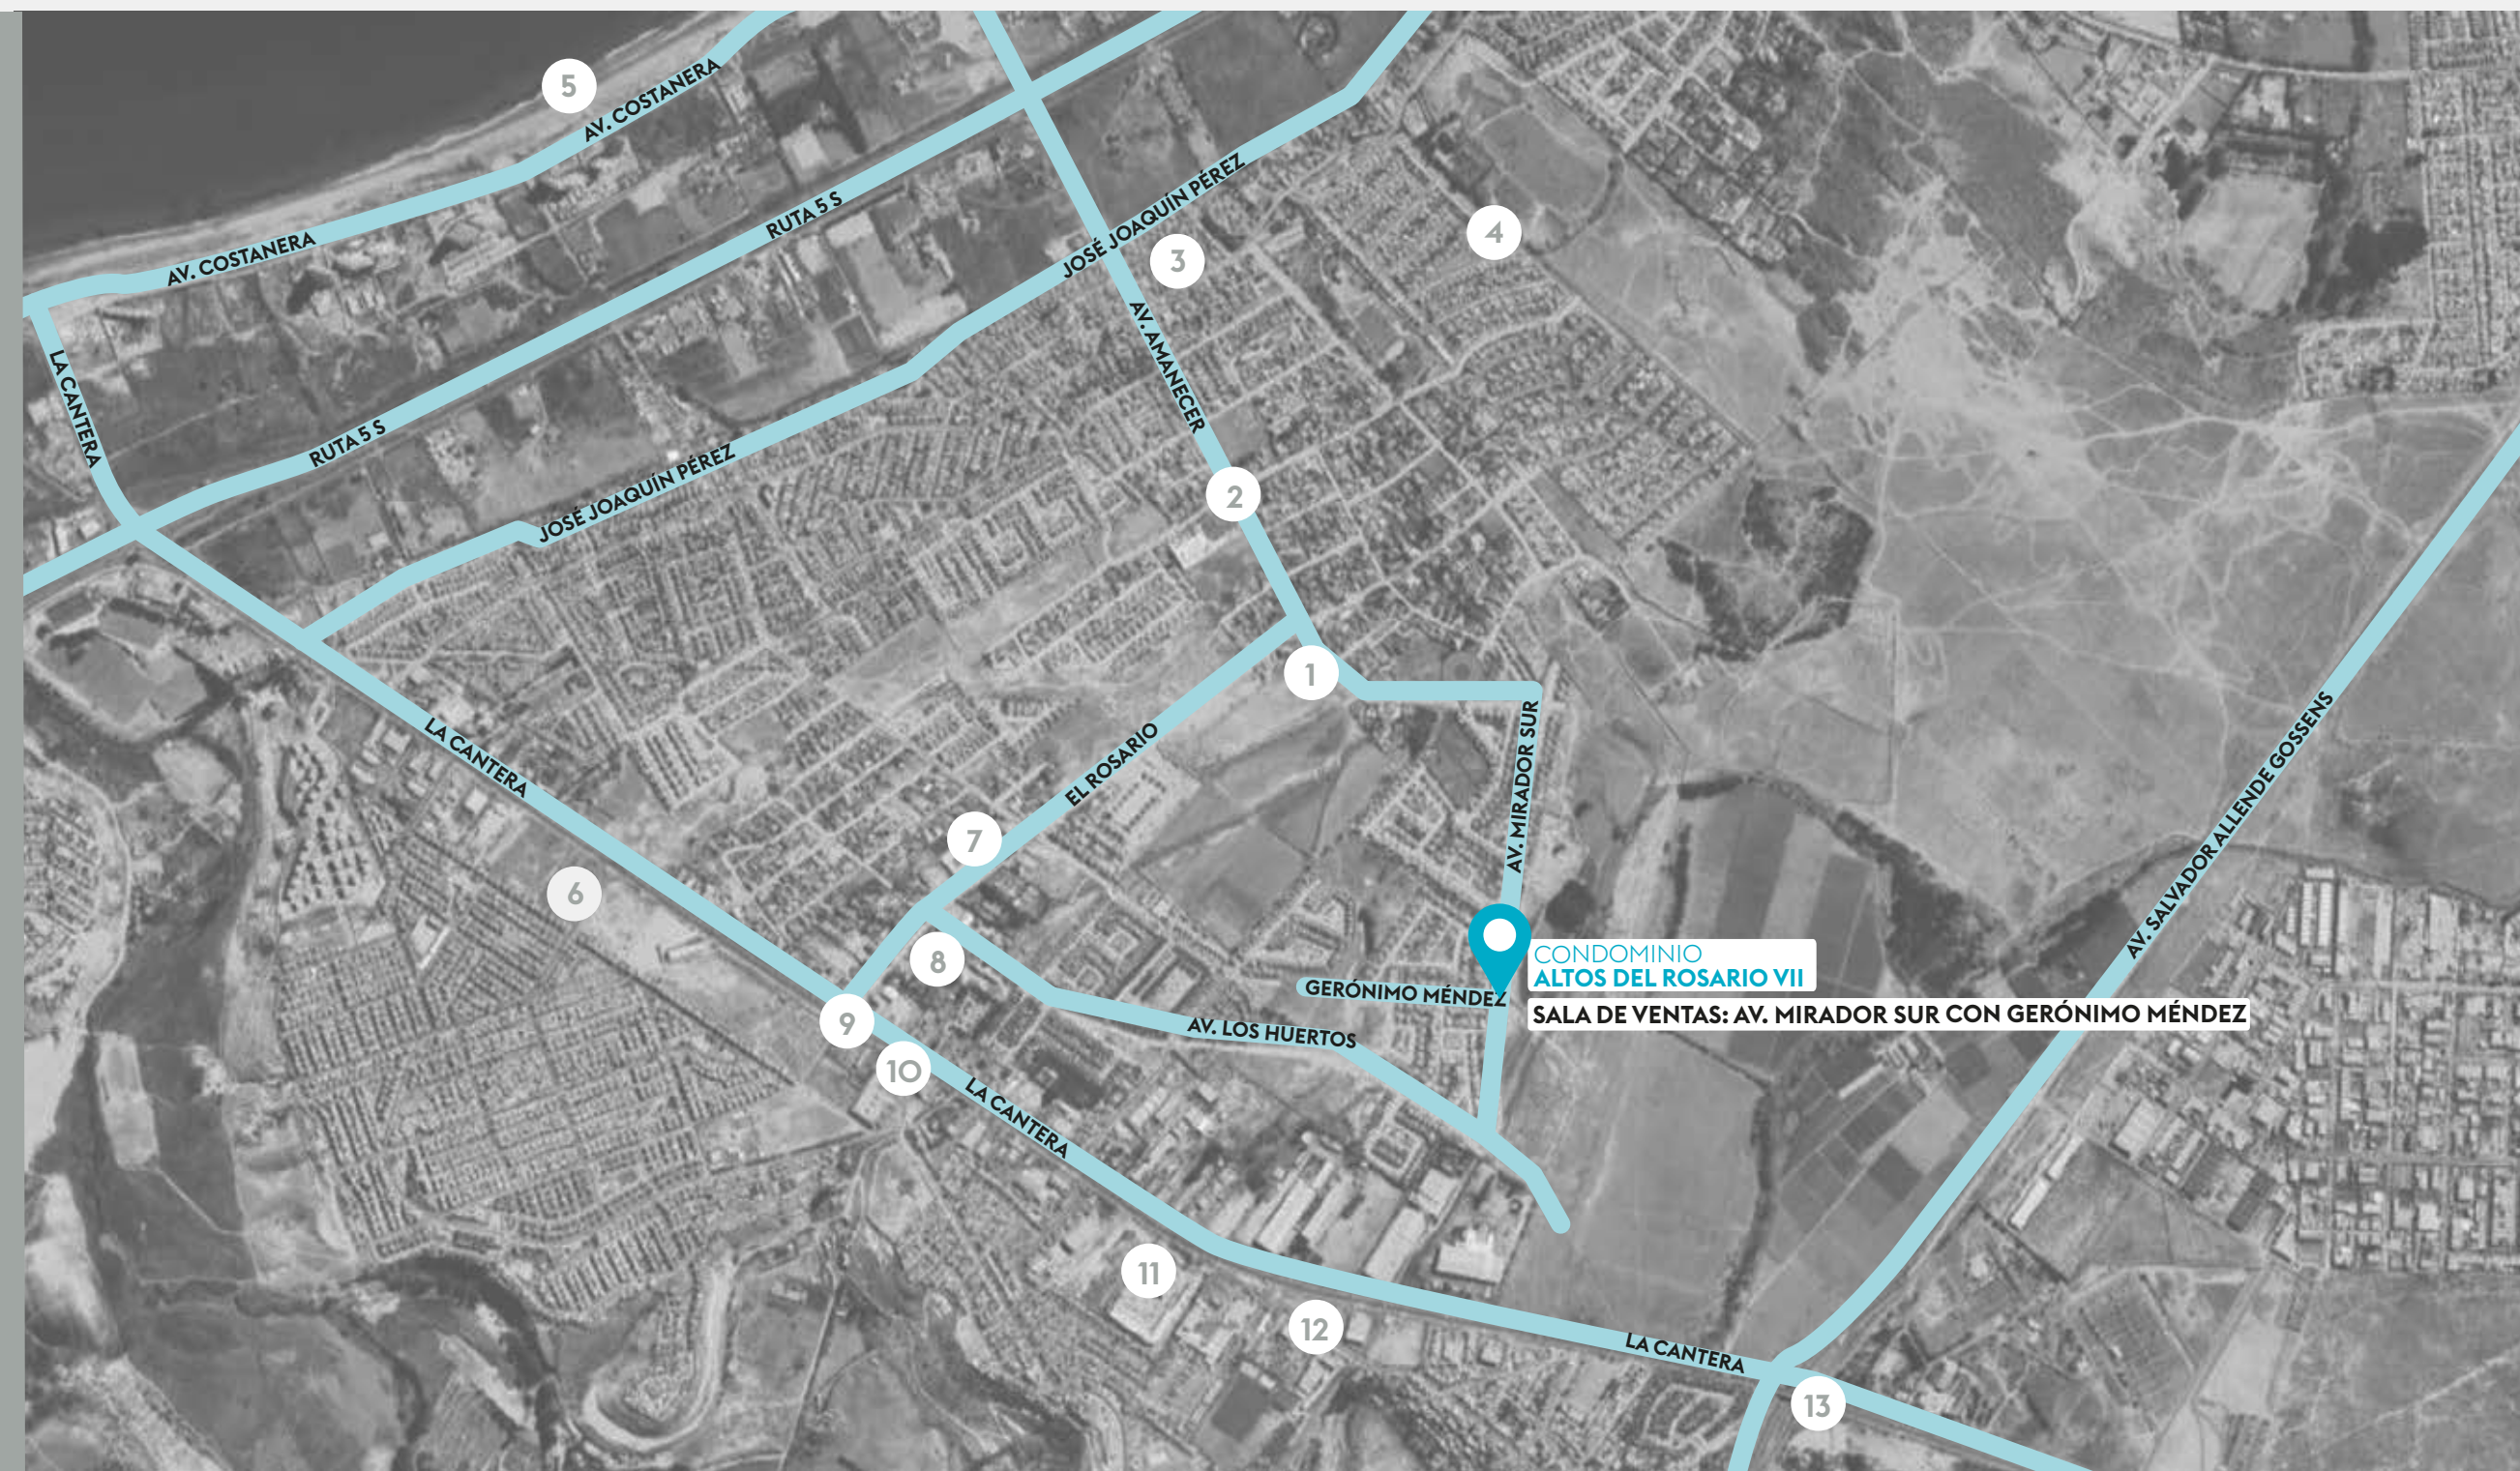 5
AV. COSTANERA
AV. COSTANERA
RUTA 5 S
JOSÉ JOAQUÍN PÉREZ
3
4
AV. AMANECER
LA CANTERA
RUTA 5 S
JOSÉ JOAQUÍN PÉREZ
2
1
LA CANTERA
EL ROSARIO
AV. MIRADOR SUR
AV. SALVADOR ALLENDE GOSSENS
7
6
8
CONDOMINIO
ALTOS DEL ROSARIO VII
GERÓNIMO MÉNDEZ
SALA DE VENTAS: AV. MIRADOR SUR CON GERÓNIMO MÉNDEZ
9
AV. LOS HUERTOS
10
LA CANTERA
11
12
LA CANTERA
13